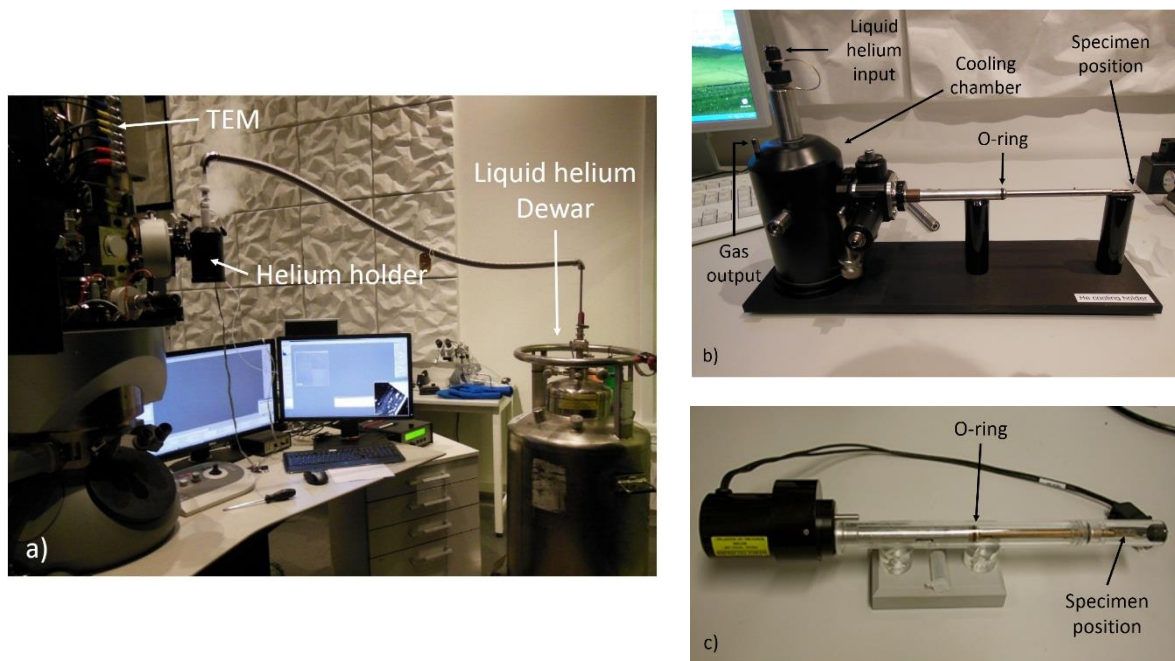 TEM
Liquid helium
Dewar
Helium holder
a)
Liquid
helium
input
Cooling
chamber
Specimen
position
O-ring
Gas
output
He cooling holder
b)
O-ring
Specimen
position
c)